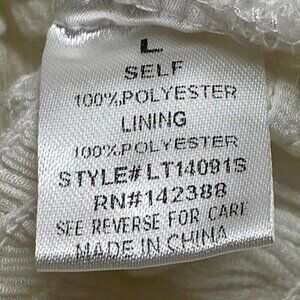 L
SELF
100%POLYESTER
LINING
100%POLYESTER
STYLE# LT14091S
RN#142388
SEE REVERSE FOR CARE
MADE IN CHINA